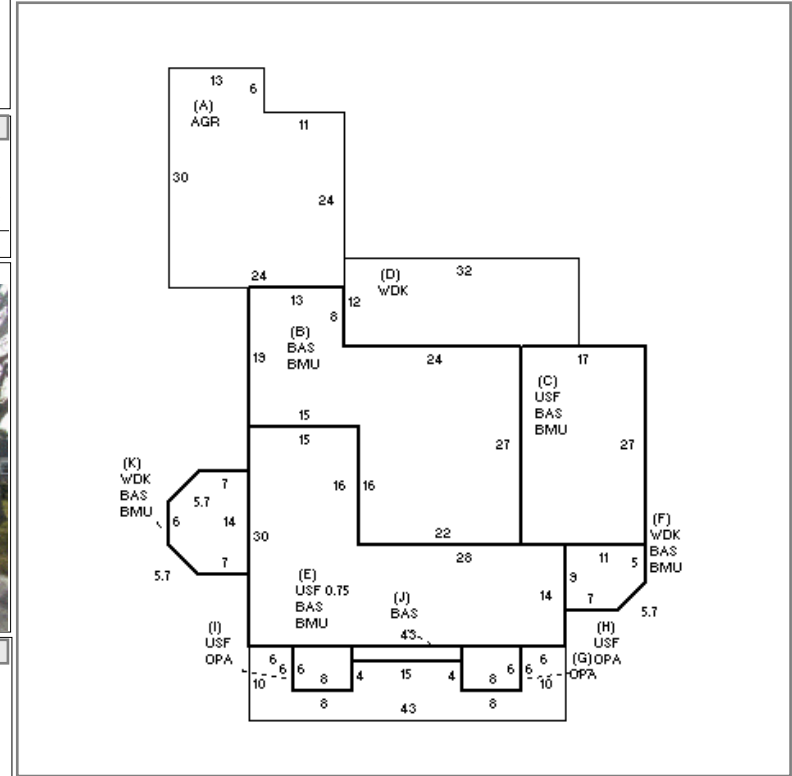 13
6
(A)
AGR
11
30
24
24
(D)
WDK
32
13
12
8
(B)
BAS
BMU
19
24
17
(C)
USF
BAS
BMU
15
15
27
27
(K)
WDK
BAS
BMU
7
5.7
6
14
7
5.7
16
16
30
22
28
(F)
WDK
BAS
BMU
11
5
9
7
5.7
(E)
USF 0.75
BAS
BMU
(J)
BAS
14
43
(I)
USF
OPA
(H)
USF
OPA
(G)
OPA
6
6
6
10
8
4
15
4
8
6
6
6
10
8
43
8